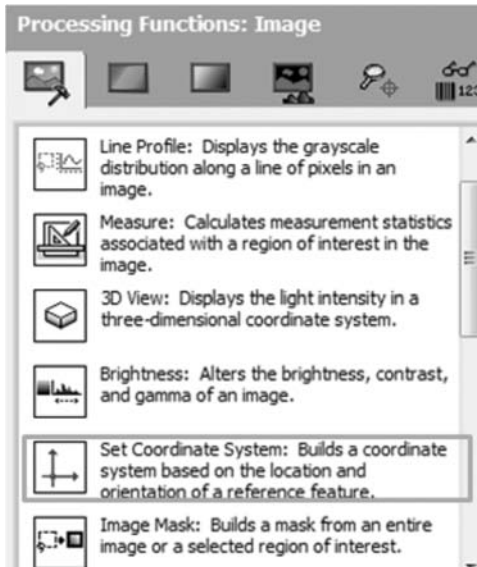 Processing Functions: Image
123
Line Profile: Displays the grayscale
distribution along a line of pixels in an
image.
Measure: Calculates measurement statistics
associated with a region of interest in the
image.
3D View: Displays the light intensity in a
three-dimensional coordinate system.
Brightness: Alters the brightness, contrast,
and gamma of an image.
Set Coordinate System: Builds a coordinate
system based on the location and
orientation of a reference feature.
Image Mask: Builds a mask from an entire
image or a selected region of interest.